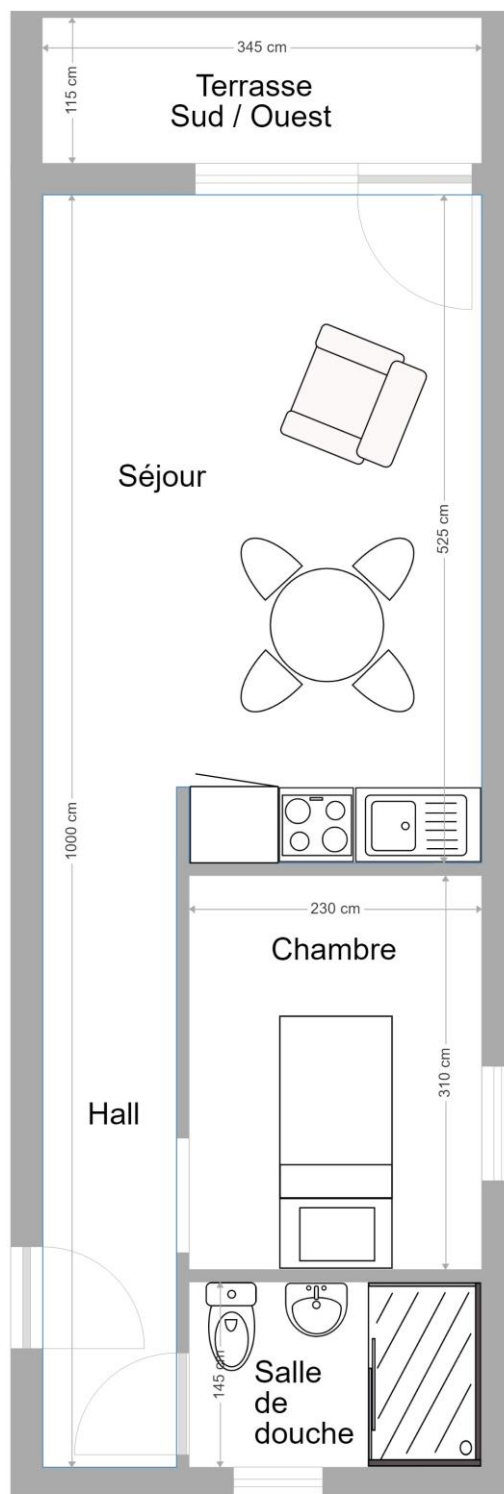 345 cm
115 cm
Terrasse
Sud / Ouest
Séjour
525 cm
1000 cm
230 cm
Chambre
310 cm
Hall
145 cm
Salle
de
douche